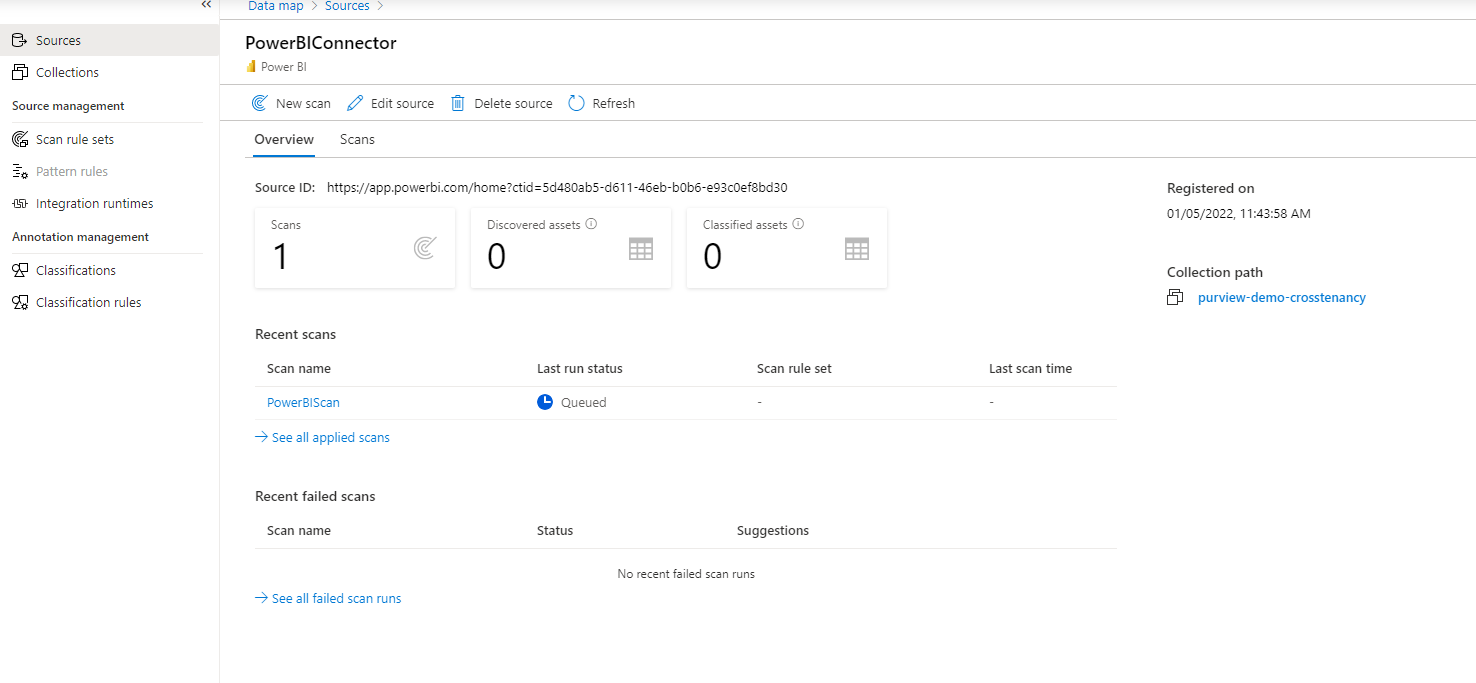 Data map > Sources >
Sources
Collections
Source management
Scan rule sets
Pattern rules
Integration runtimes
Annotation management
Classifications
Classification rules
PowerBIConnector
Power BI
New scan Edit source Delete source Refresh
Overview Scans
Source ID: https://app.powerbi.com/home?ctid=5d480ab5-d611-46eb-b0b6-e93c0ef8bd30
Scans
1
Discovered assets
0
Classified assets
0
Recent scans
Scan name Last run status Scan rule set Last scan time
PowerBIScan Queued - -
See all applied scans
Recent failed scans
Scan name Status Suggestions
No recent failed scan runs
See all failed scan runs
Registered on
01/05/2022, 11:43:58 AM
Collection path
purview-demo-crosstenancy